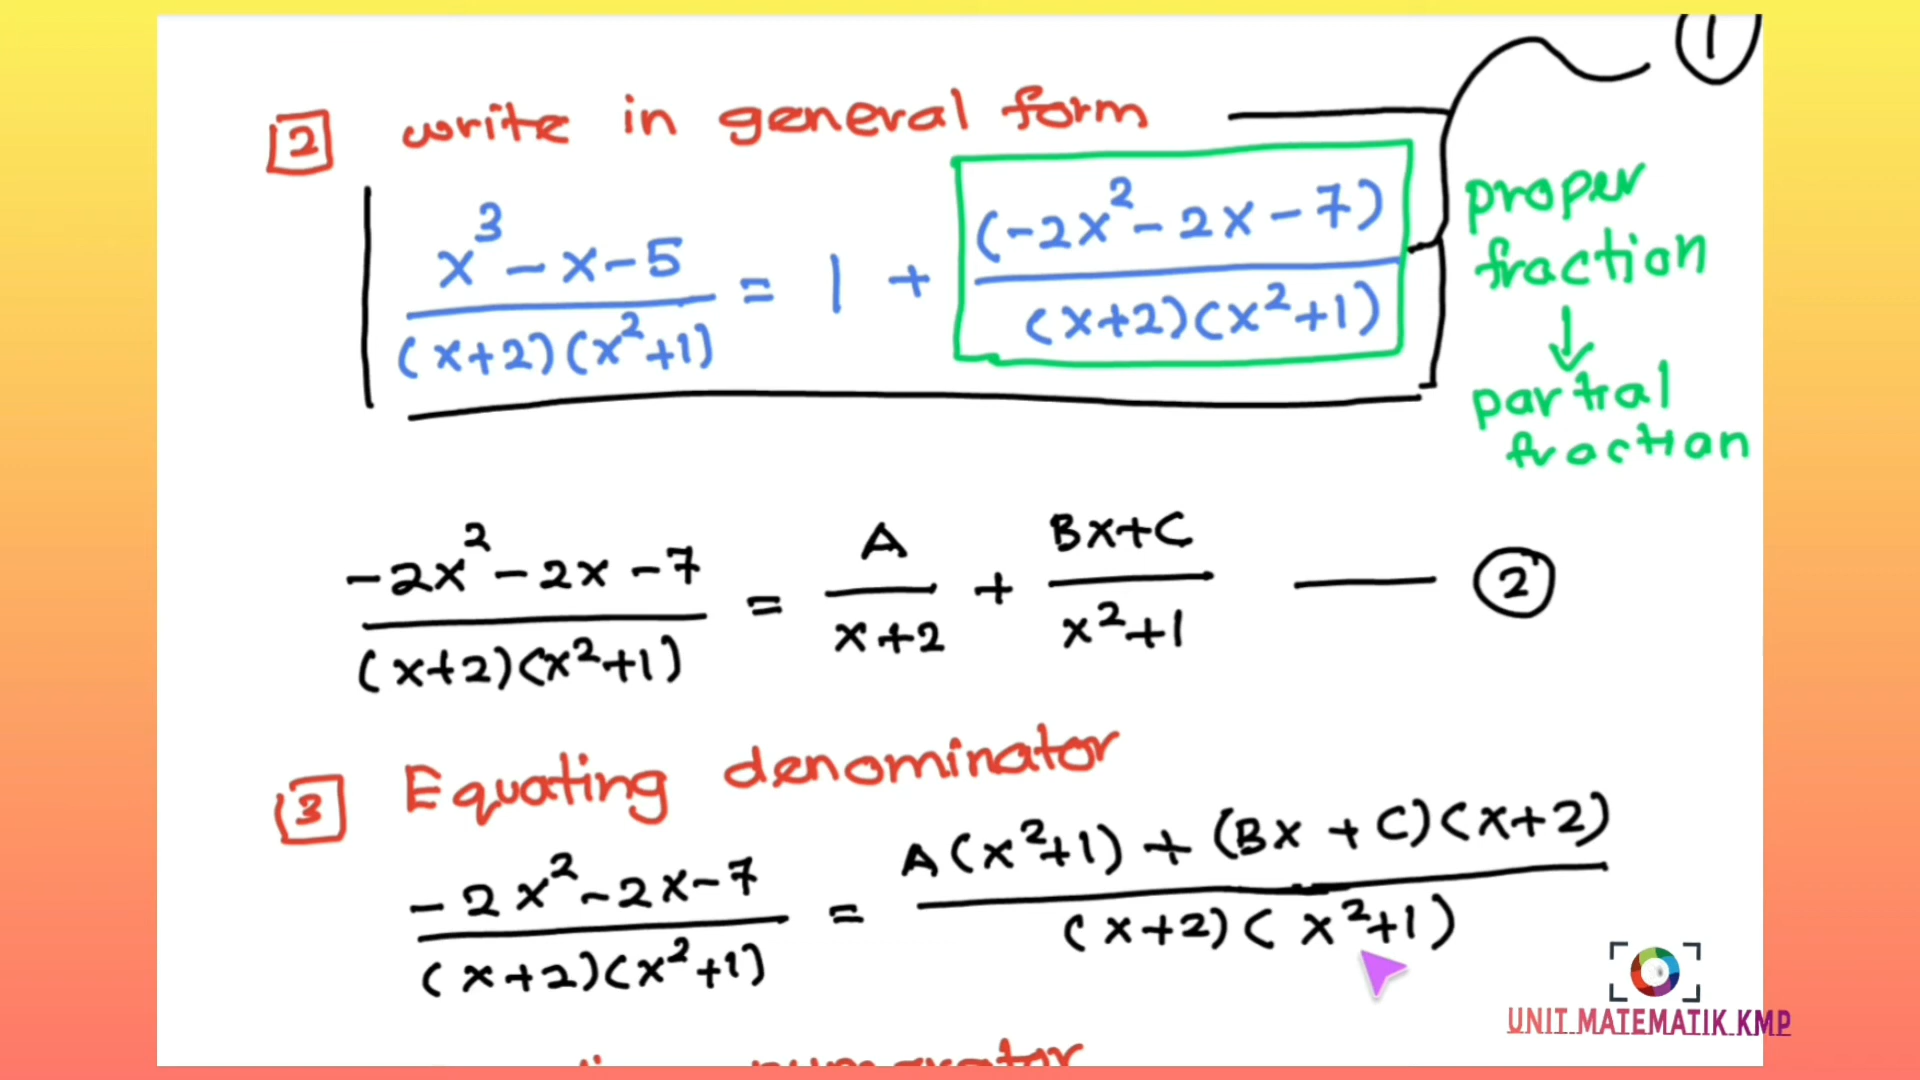 1
2 write in general form
x³ - x - 5 / (x+2)(x²+1) = 1 + (-2x² - 2x - 7) / (x+2)(x²+1)
proper
fraction
↓
partial
fraction
-2x² - 2x - 7 / (x+2)(x²+1) = A / x+2 + Bx+C / x²+1 —— 2
3 Equating denominator
-2x² - 2x - 7 / (x+2)(x²+1) = A(x²+1) + (Bx + C)(x+2) / (x+2)(x²+1)
UNIT.MATEMATIK.KMP